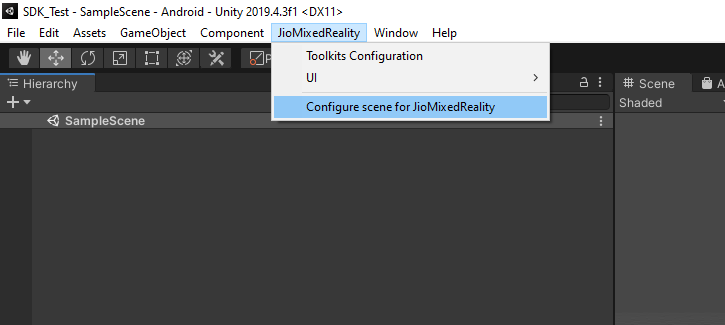 SDK_Test - SampleScene - Android - Unity 2019.4.3f1 <DX11>
File Edit Assets GameObject Component JioMixedReality Window Help
Toolkits Configuration
UI
Configure scene for JioMixedReality
Hierarchy
SampleScene
Scene
Shaded